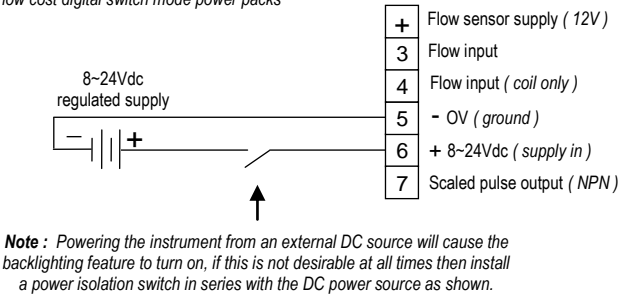 low cost digital switch mode power packs
+ Flow sensor supply ( 12V )
3 Flow input
4 Flow input ( coil only )
5 - OV ( ground )
6 + 8~24Vdc ( supply in )
7 Scaled pulse output ( NPN )
8~24Vdc
regulated supply
− +
Note : Powering the instrument from an external DC source will cause the
backlighting feature to turn on, if this is not desirable at all times then install
a power isolation switch in series with the DC power source as shown.